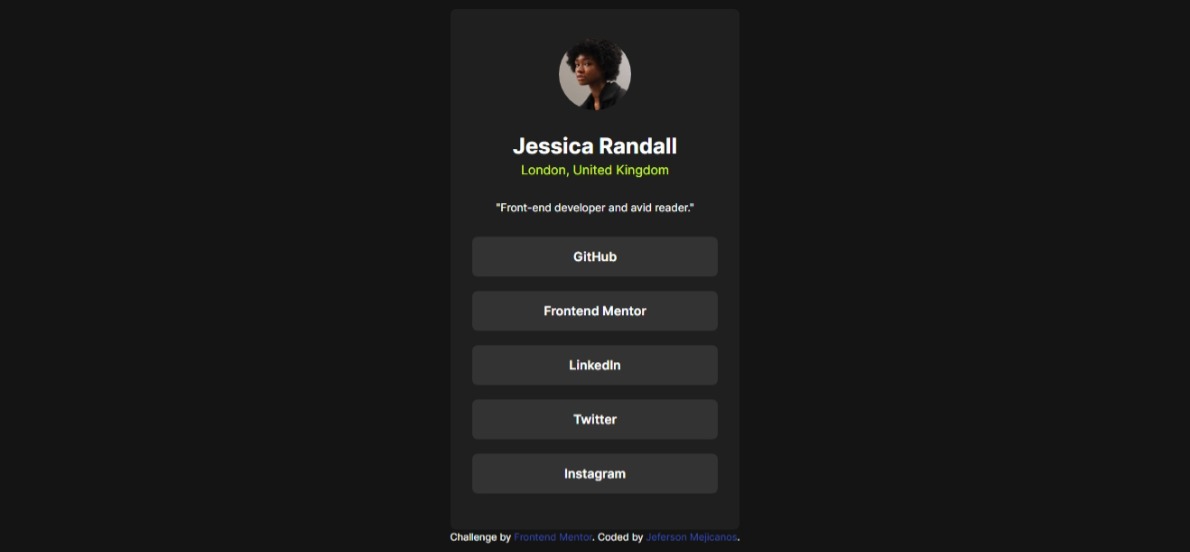 Jessica Randall
London, United Kingdom
"Front-end developer and avid reader."
GitHub
Frontend Mentor
LinkedIn
Twitter
Instagram
Challenge by Frontend Mentor. Coded by Jeferson Mejicanos.